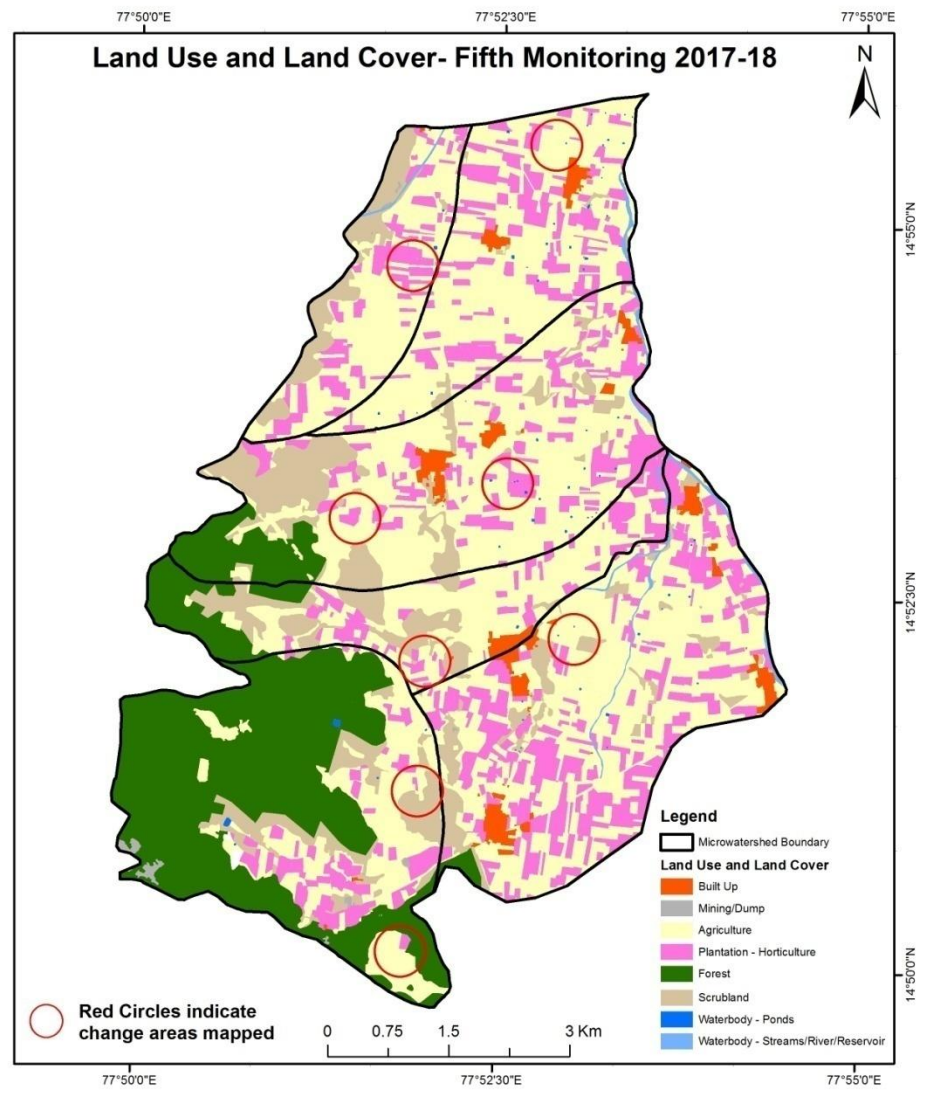 77°50'0"E 77°52'30"E 77°55'0"E
Land Use and Land Cover- Fifth Monitoring 2017-18
N
14°55'0"N
14°52'30"N
14°50'0"N
Legend
Microwatershed Boundary
Land Use and Land Cover
Built Up
Mining/Dump
Agriculture
Plantation - Horticulture
Forest
Scrubland
Waterbody - Ponds
Waterbody - Streams/River/Reservoir
Red Circles indicate
change areas mapped
0 0.75 1.5 3 Km
77°50'0"E 77°52'30"E 77°55'0"E